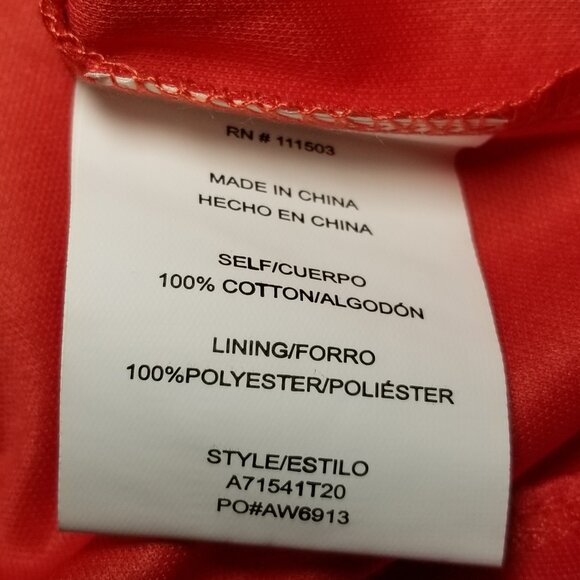 RN # 111503
MADE IN CHINA
HECHO EN CHINA
SELF/CUERPO
100% COTTON/ALGODÓN
LINING/FORRO
100%POLYESTER/POLIÉSTER
STYLE/ESTILO
A71541T20
PO#AW6913